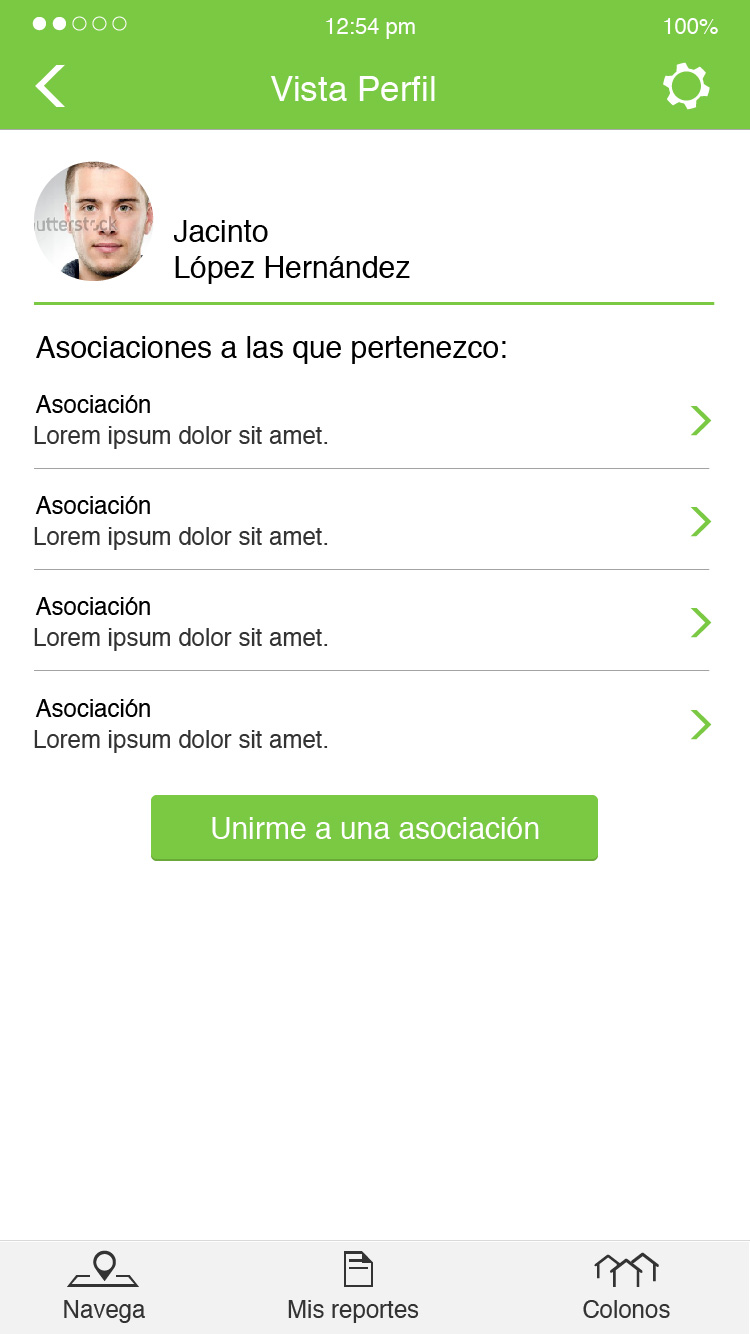 12:54 pm
100%
Vista Perfil
utterstock
Jacinto
López Hernández
Asociaciones a las que pertenezco:
Asociación
Lorem ipsum dolor sit amet.
Asociación
Lorem ipsum dolor sit amet.
Asociación
Lorem ipsum dolor sit amet.
Asociación
Lorem ipsum dolor sit amet.
Unirme a una asociación
Navega
Mis reportes
Colonos